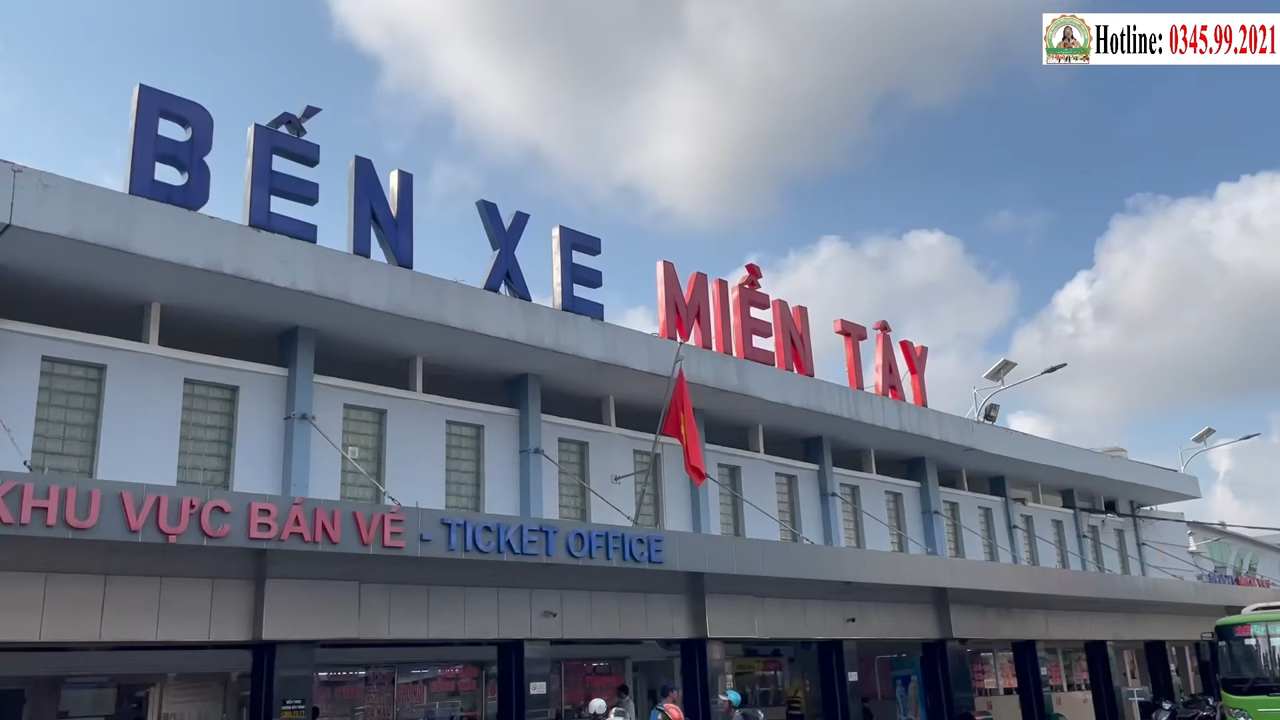 Hotline: 0345.99.2021
BẾN XE MIỀN TÂY
KHU VỰC BÁN VÉ - TICKET OFFICE